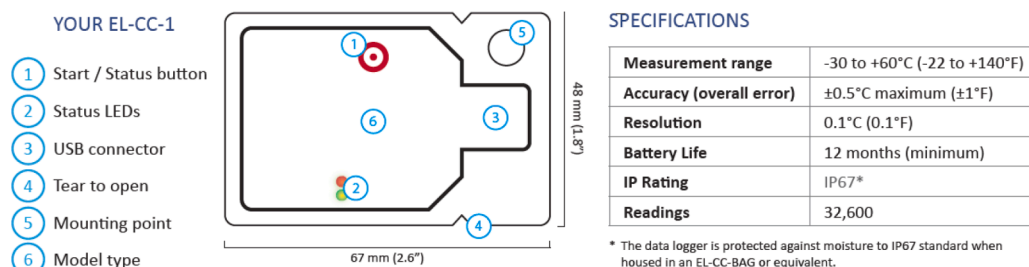 YOUR EL-CC-1
1 Start / Status button
2 Status LEDs
3 USB connector
4 Tear to open
5 Mounting point
6 Model type
1
5
6
3
2
4
48 mm (1.8”)
67 mm (2.6”)
SPECIFICATIONS
Measurement range -30 to +60°C (-22 to +140°F)
Accuracy (overall error) ±0.5°C maximum (±1°F)
Resolution 0.1°C (0.1°F)
Battery Life 12 months (minimum)
IP Rating IP67*
Readings 32,600
* The data logger is protected against moisture to IP67 standard when
housed in an EL-CC-BAG or equivalent.